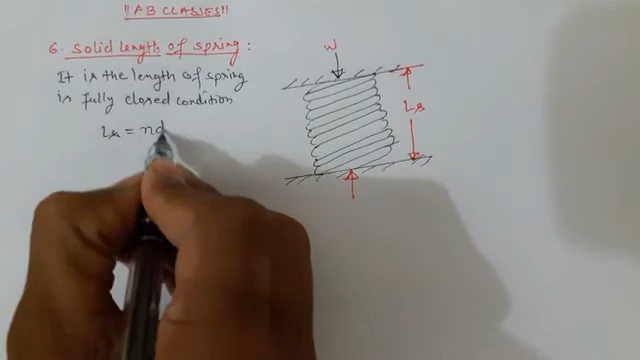 !! AB CLASSES !!
6. Solid length of spring :
It is the length of spring
is fully closed condition
Ls = nd
W
Ls